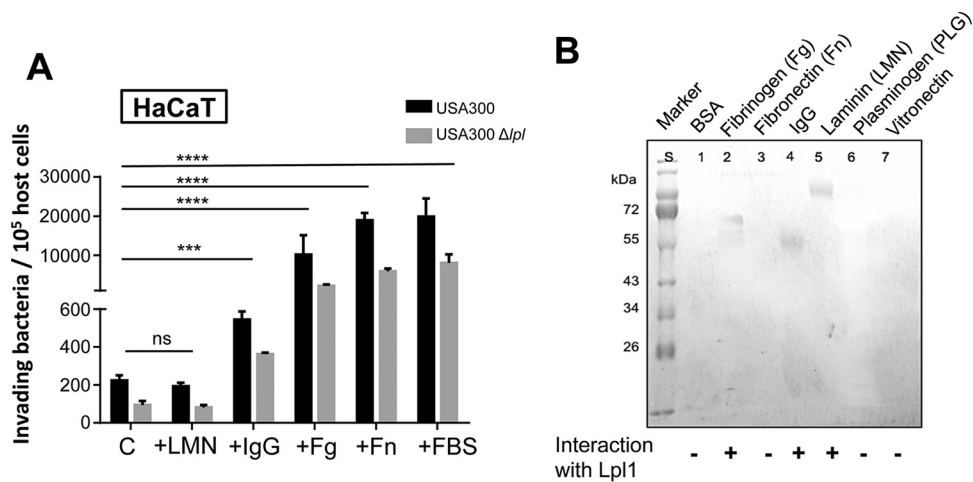 A
HaCaT
USA300
USA300 Δlpl
Invading bacteria / 10⁵ host cells
30000
20000
10000
600
400
200
0
****
****
****
***
ns
C
+LMN
+IgG
+Fg
+Fn
+FBS
B
Marker
BSA
Fibrinogen (Fg)
Fibronectin (Fn)
IgG
Laminin (LMN)
Plasminogen (PLG)
Vitronectin
S 1 2 3 4 5 6 7
kDa
72
55
43
34
26
Interaction
with Lpl1
- + - + + - -